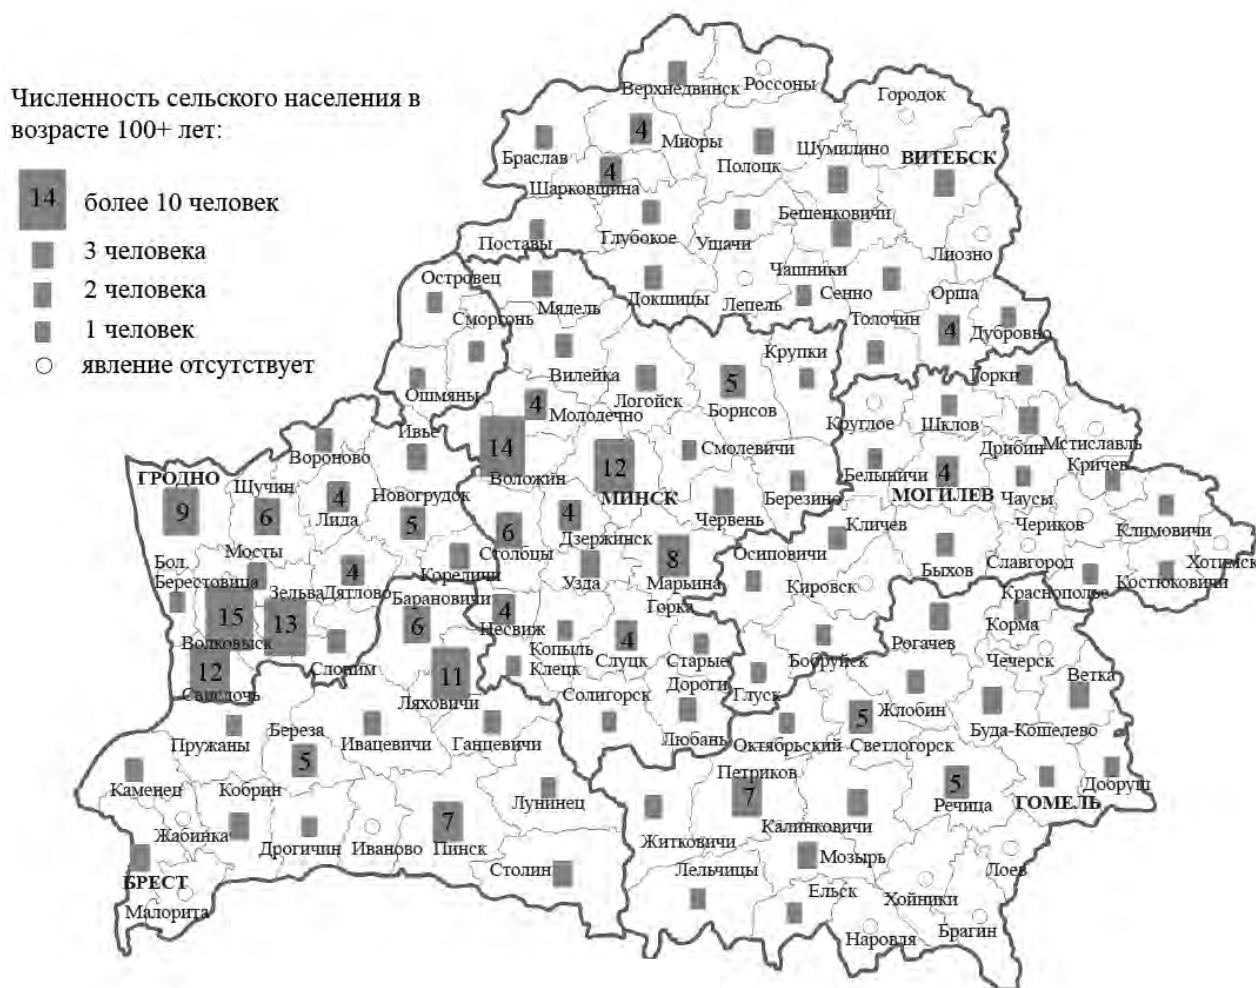 Численность сельского населения в
возрасте 100+ лет:
14 более 10 человек
3 человека
2 человека
1 человек
явление отсутствует
Верхнедвинск
Россоны
Городок
Браслав
4
Миоры
Полоцк
Шумилино
ВИТЕБСК
4
Шарковщина
Бешенковичи
Поставы
Глубокое
Ушачи
Лиозно
Островец
Мядель
Докшицы
Лепель
Чашники
Сенно
Орша
Сморгонь
Толочин
4
Дубровно
Вилейка
Крупки
Ошмяны
Логойск
5
Борисов
Горки
4
Молодечно
Ивье
Круглое
Шклов
Дрибин
Мстиславль
Вороново
14
Воложин
12
Смолевичи
Белыничи
Кричев
ГРОДНО
Щучин
4
Лида
Новогрудок
МИНСК
Березино
4
МОГИЛЕВ
Чаусы
9
6
5
6
4
Червень
Кличев
Чериков
Климовичи
Мосты
Столбцы
Дзержинск
Осиповичи
Быхов
Славгород
Хотимск
Бол.
Берестовица
4
Кореличи
Узда
8
Марьина
Горка
Кировск
Костюковичи
Зельва
Дятлово
Барановичи
Краснополье
15
Волковыск
13
6
4
Несвиж
Копыль
4
Слуцк
Рогачев
Корма
12
Свислочь
Слоним
11
Ляховичи
Клецк
Старые
Дороги
Бобруйск
Чечерск
Ветка
Солигорск
Глуск
Пружаны
Береза
Ивацевичи
Ганцевичи
Любань
Октябрьский
5
Светлогорск
Жлобин
Буда-Кошелево
Каменец
Кобрин
5
Лунинец
Петриков
7
5
Речица
ГОМЕЛЬ
Добруш
Жабинка
Дрогичин
Иваново
7
Пинск
Житковичи
Калинковичи
БРЕСТ
Малорита
Столин
Лельчицы
Мозырь
Лоев
Ельск
Хойники
Наровля
Брагин